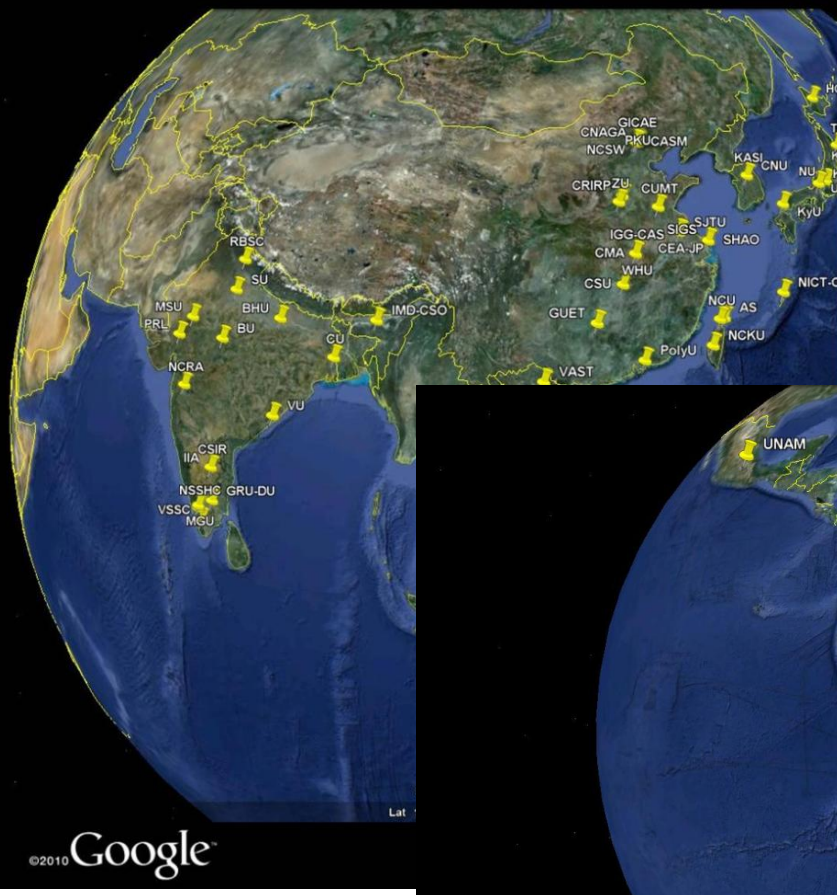 HO
GICAE
CNAGA
PKUCASM
NCSW
KASI
CNU
NU
CRIRP
ZU
CUMT
KyU
SJTU
IGG-CAS
SIGS
SHAO
CEA-JP
CMA
RBSC
WHU
SU
CSU
NICT-O
MSU
BHU
IMD-CSO
NCU
AS
PRL
BU
GUET
NCKU
CU
PolyU
NCRA
VAST
VU
UNAM
CSIR
IIA
NSSHC
GRU-DU
VSSC
MGU
Lat
©2010 Google™